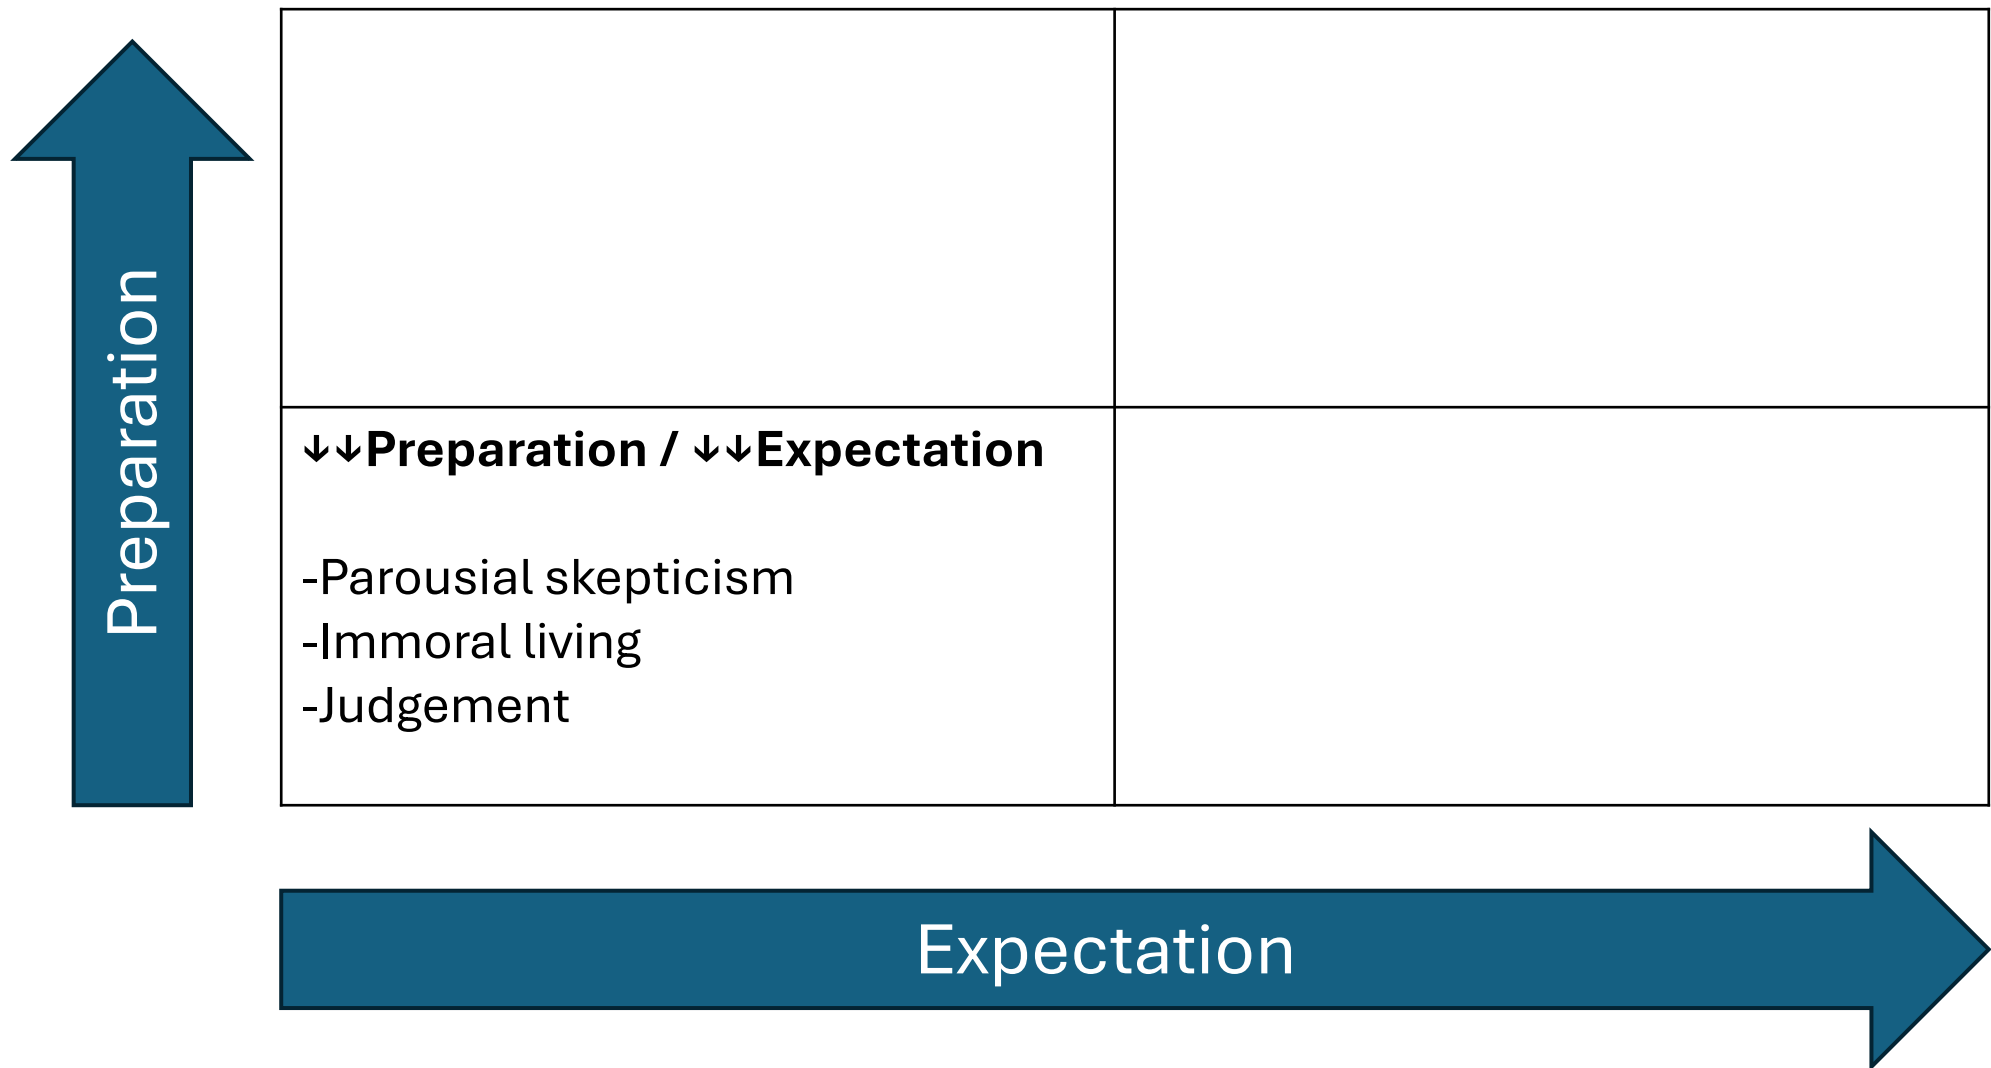 Preparation
↓↓Preparation / ↓↓Expectation
-Parousial skepticism
-Immoral living
-Judgement
Expectation